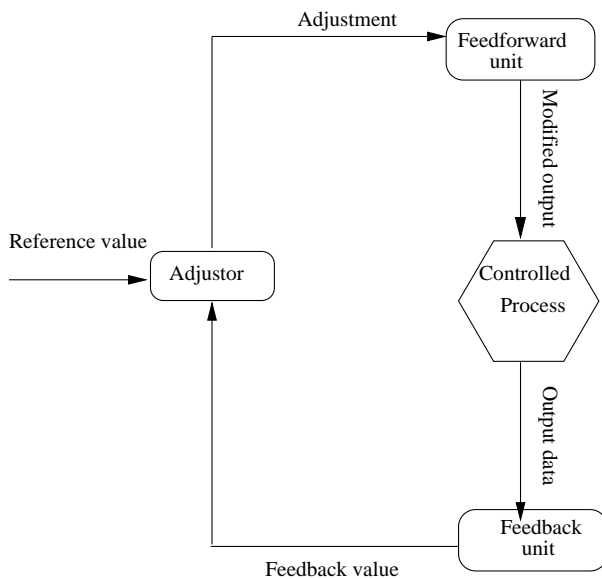 Adjustment
Feedforward
unit
Modified output
Reference value
Adjustor
Controlled
Process
Output data
Feedback
unit
Feedback value